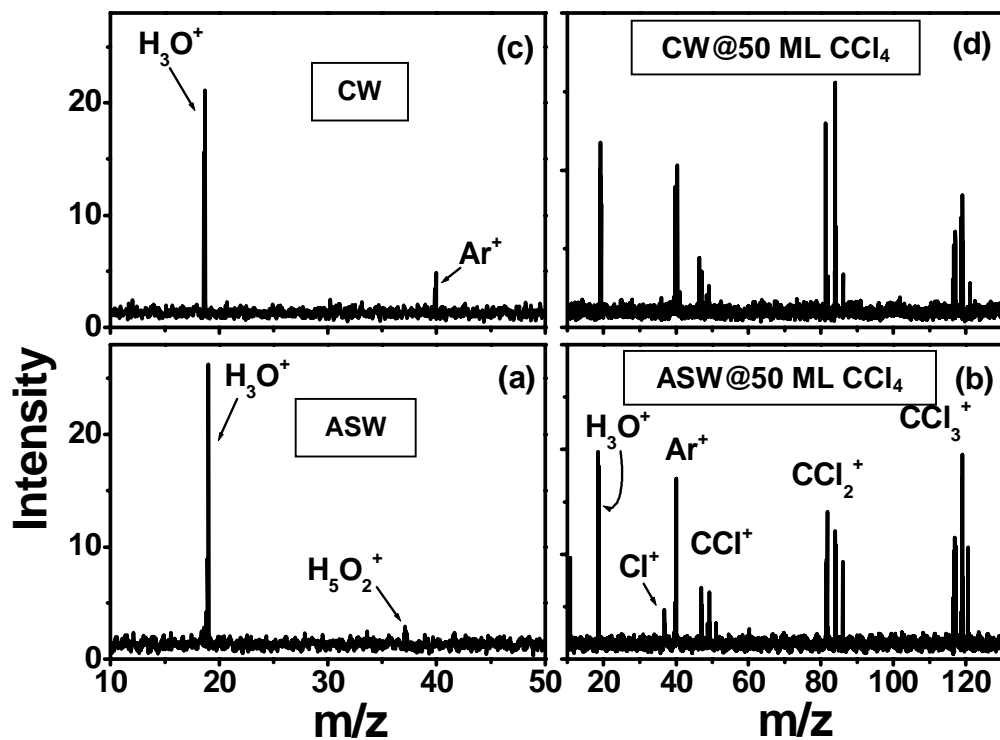 (c)
H₃O⁺
CW
Ar⁺
20
10
0
(d)
CW@50 ML CCl₄
(a)
H₃O⁺
ASW
H₅O₂⁺
20
10
0
10 20 30 40 50
m/z
Intensity
(b)
ASW@50 ML CCl₄
H₃O⁺
Ar⁺
Cl⁺
CCl⁺
CCl₂⁺
CCl₃⁺
20 40 60 80 100 120
m/z